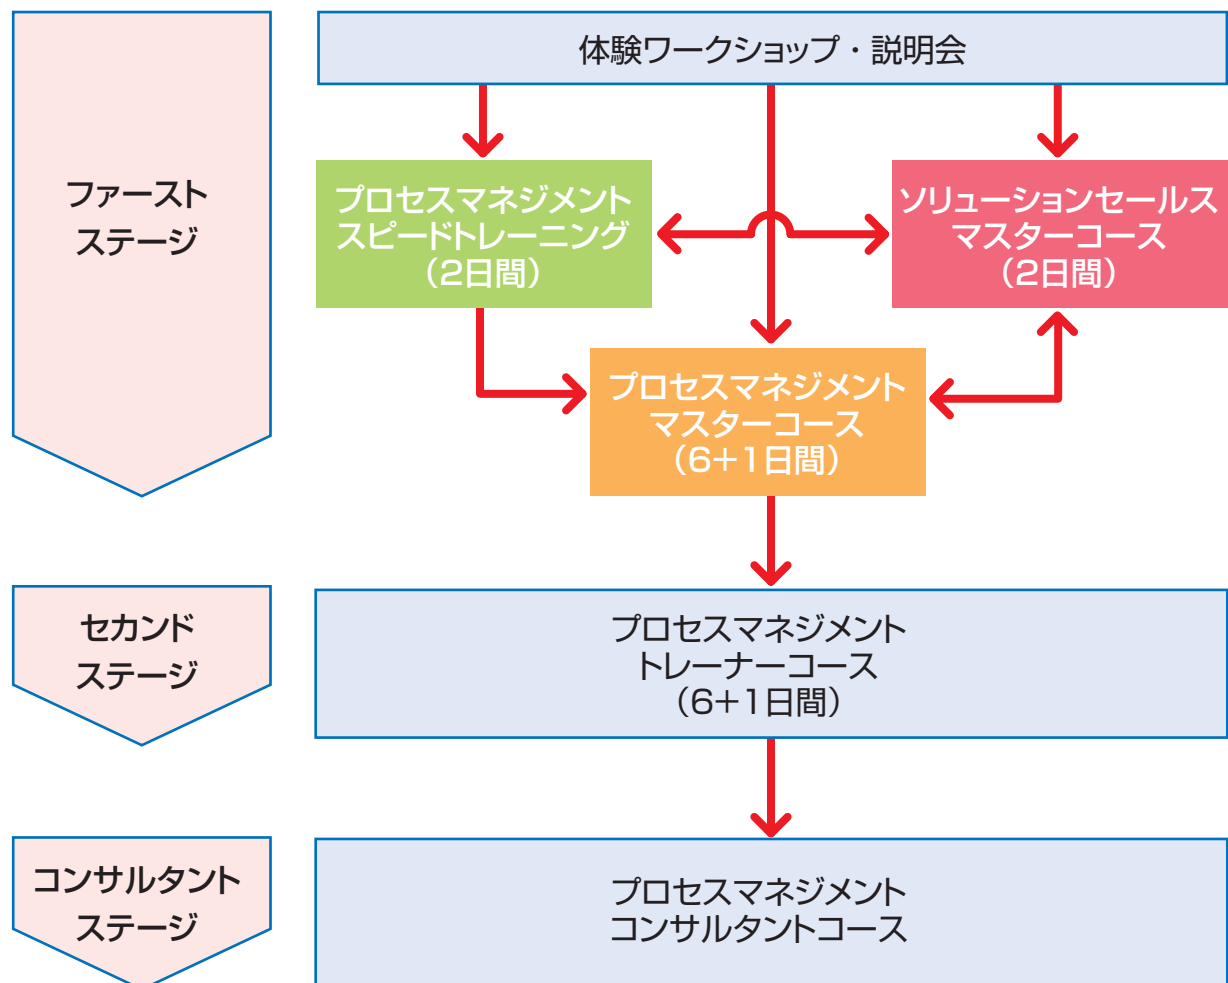 体験ワークショップ・説明会
ファースト
ステージ
プロセスマネジメント
スピードトレーニング
（2日間）
ソリューションセールス
マスターコース
（2日間）
プロセスマネジメント
マスターコース
（6＋1日間）
セカンド
ステージ
プロセスマネジメント
トレーナーコース
（6＋1日間）
コンサルタント
ステージ
プロセスマネジメント
コンサルタントコース